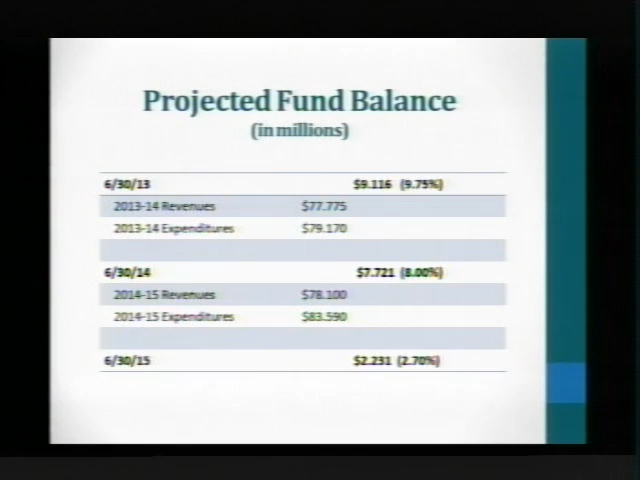 Projected Fund Balance
(in millions)
6/30/13 $9.116 (9.75%)
2013-14 Revenues $77.775
2013-14 Expenditures $79.170
6/30/14 $7.721 (8.00%)
2014-15 Revenues $78.100
2014-15 Expenditures $83.590
6/30/15 $2.231 (2.70%)